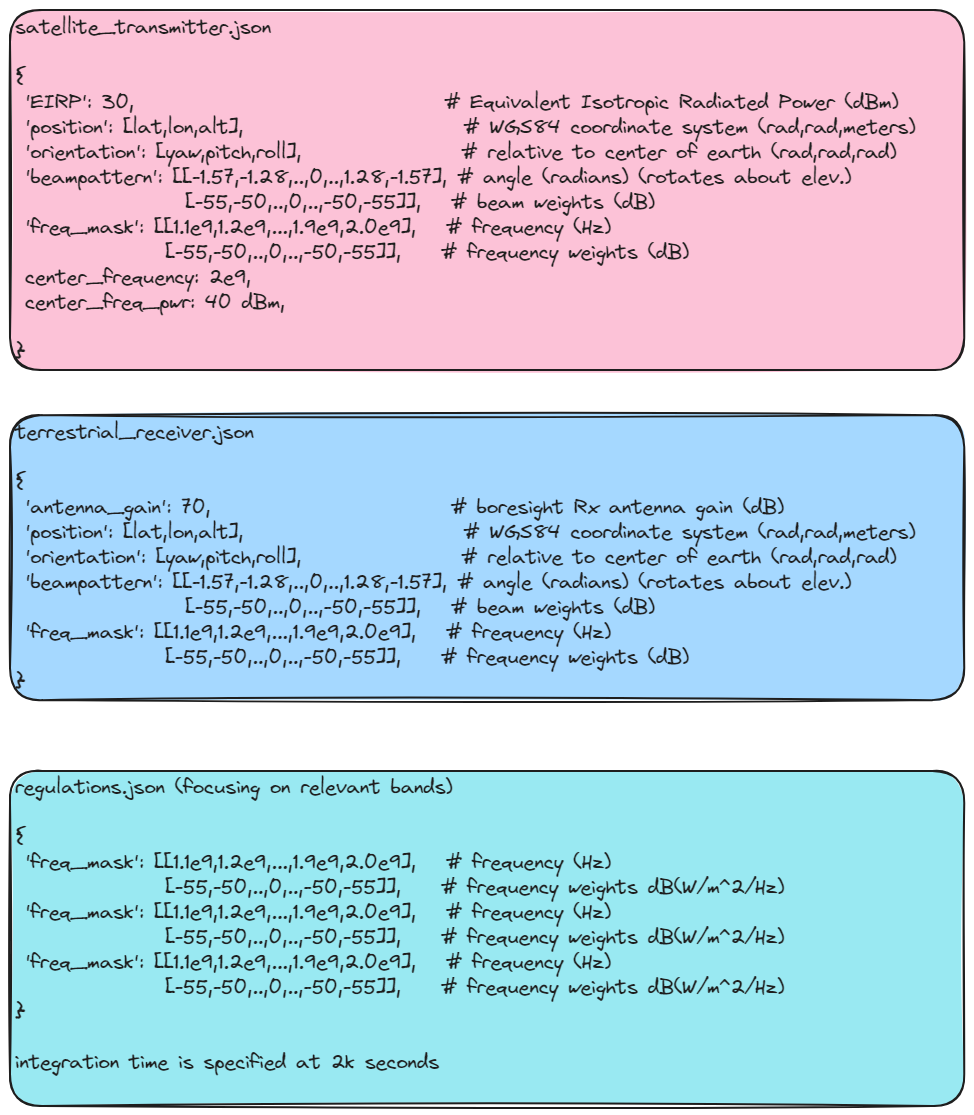 satellite_transmitter.json
{
'EIRP': 30, # Equivalent Isotropic Radiated Power (dBm)
'position': [lat,lon,alt], # WGS84 coordinate system (rad,rad,meters)
'orientation': [yaw,pitch,roll], # relative to center of earth (rad,rad,rad)
'beampattern': [[-1.57,-1.28,..,0,..,1.28,-1.57], # angle (radians) (rotates about elev.)
[-55,-50,..,0,..,-50,-55]], # beam weights (dB)
'freq_mask': [[1.1e9,1.2e9,...,1.9e9,2.0e9], # frequency (Hz)
[-55,-50,..,0,..,-50,-55]], # frequency weights (dB)
center_frequency: 2e9,
center_freq_pwr: 40 dBm,
}
terrestrial_receiver.json
{
'antenna_gain': 70, # boresight Rx antenna gain (dB)
'position': [lat,lon,alt], # WGS84 coordinate system (rad,rad,meters)
'orientation': [yaw,pitch,roll], # relative to center of earth (rad,rad,rad)
'beampattern': [[-1.57,-1.28,..,0,..,1.28,-1.57], # angle (radians) (rotates about elev.)
[-55,-50,..,0,..,-50,-55]], # beam weights (dB)
'freq_mask': [[1.1e9,1.2e9,...,1.9e9,2.0e9], # frequency (Hz)
[-55,-50,..,0,..,-50,-55]], # frequency weights (dB)
}
regulations.json (focusing on relevant bands)
{
'freq_mask': [[1.1e9,1.2e9,...,1.9e9,2.0e9], # frequency (Hz)
[-55,-50,..,0,..,-50,-55]], # frequency weights dB(W/m^2/Hz)
'freq_mask': [[1.1e9,1.2e9,...,1.9e9,2.0e9], # frequency (Hz)
[-55,-50,..,0,..,-50,-55]], # frequency weights dB(W/m^2/Hz)
'freq_mask': [[1.1e9,1.2e9,...,1.9e9,2.0e9], # frequency (Hz)
[-55,-50,..,0,..,-50,-55]], # frequency weights dB(W/m^2/Hz)
}
integration time is specified at 2k seconds